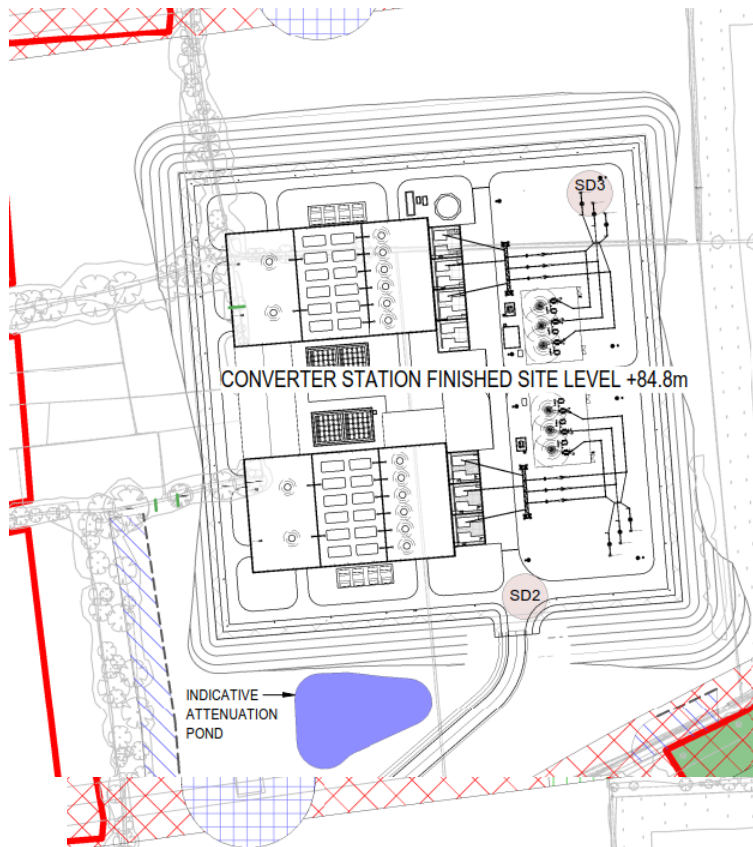 SD3
CONVERTER STATION FINISHED SITE LEVEL +84.8m
SD2
INDICATIVE
ATTENUATION
POND